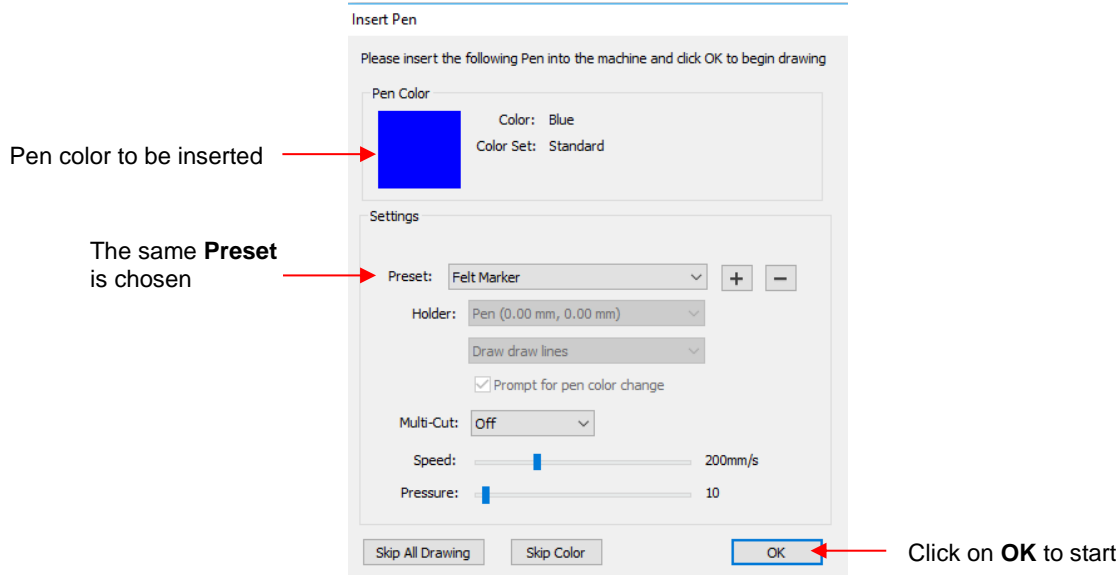 Insert Pen
Please insert the following Pen into the machine and click OK to begin drawing
Pen Color
Color: Blue
Color Set: Standard
Pen color to be inserted
Settings
The same Preset
is chosen
Preset: Felt Marker
+ −
Holder: Pen (0.00 mm, 0.00 mm)
Draw draw lines
Prompt for pen color change
Multi-Cut: Off
Speed: 200mm/s
Pressure: 10
Skip All Drawing Skip Color OK
Click on OK to start